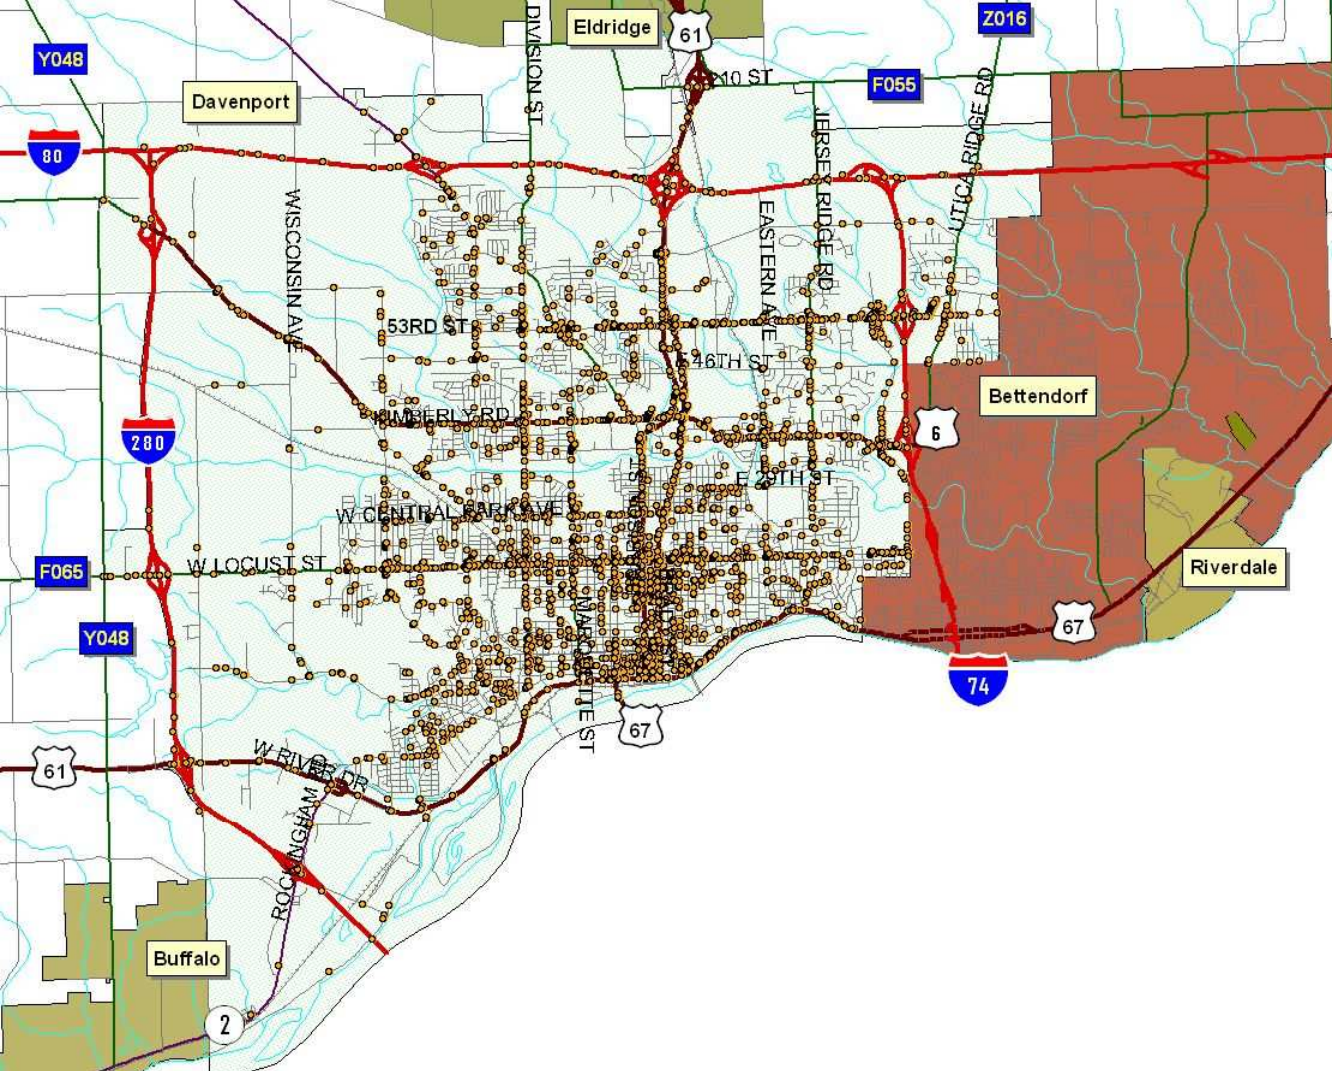 Eldridge
61
Z016
Y048
DIVISION ST
210 ST
F055
Davenport
JERSEY RIDGE RD
UTICA RIDGE RD
80
WISCONSIN AVE
EASTERN AVE
53RD ST
E 46TH ST
Bettendorf
KIMBERLY RD
6
280
E 29TH ST
W CENTRAL PARK AVE
W LOCUST ST
F065
Riverdale
MARQUETTE ST
67
Y048
74
67
61
W RIVER DR
ROCKINGHAM
Buffalo
2